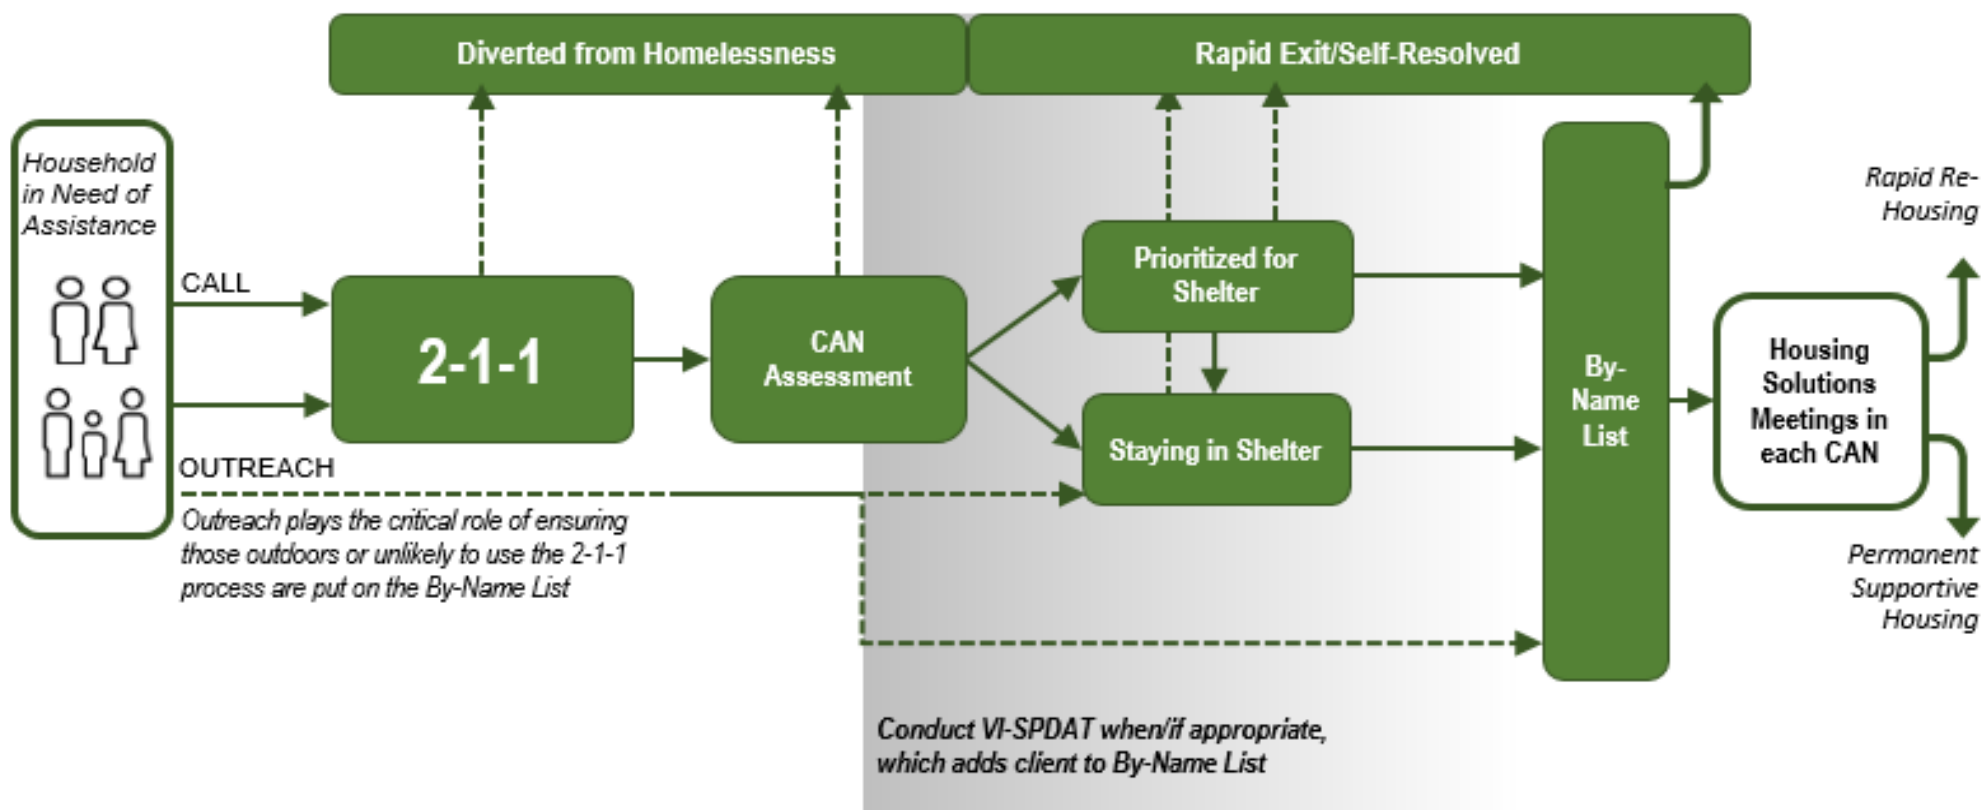 Diverted from Homelessness
Rapid Exit/Self-Resolved
Household
in Need of
Assistance
CALL
2-1-1
OUTREACH
Outreach plays the critical role of ensuring
those outdoors or unlikely to use the 2-1-1
process are put on the By-Name List
CAN
Assessment
Prioritized for
Shelter
Staying in Shelter
Conduct VI-SPDAT when/if appropriate,
which adds client to By-Name List
By-
Name
List
Housing
Solutions
Meetings in
each CAN
Rapid Re-
Housing
Permanent
Supportive
Housing